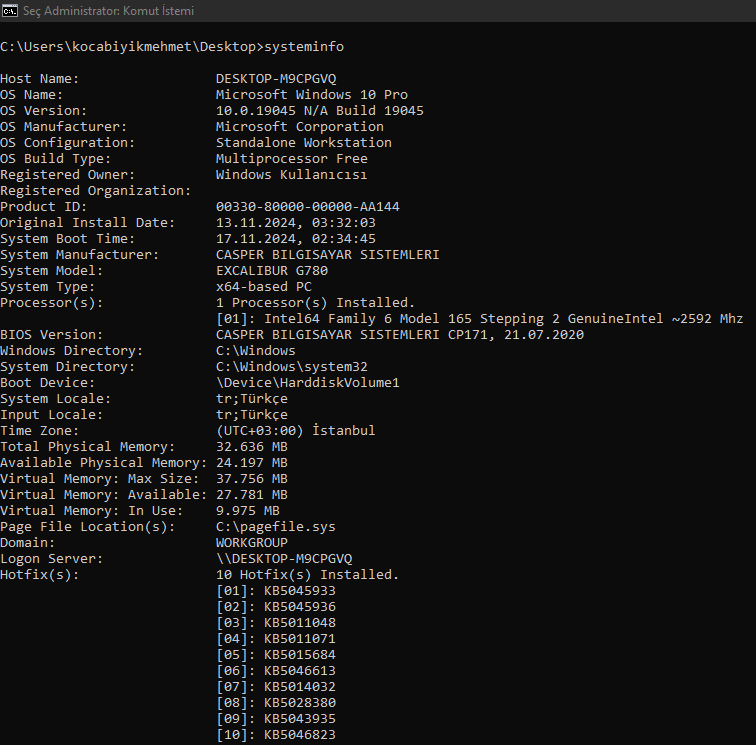 Seç Administrator: Komut İstemi
C:\Users\kocabiyikmehmet\Desktop>systeminfo
Host Name: DESKTOP-M9CPGVQ
OS Name: Microsoft Windows 10 Pro
OS Version: 10.0.19045 N/A Build 19045
OS Manufacturer: Microsoft Corporation
OS Configuration: Standalone Workstation
OS Build Type: Multiprocessor Free
Registered Owner: Windows Kullanıcısı
Registered Organization:
Product ID: 00330-80000-00000-AA144
Original Install Date: 13.11.2024, 03:32:03
System Boot Time: 17.11.2024, 02:34:45
System Manufacturer: CASPER BILGISAYAR SISTEMLERI
System Model: EXCALIBUR G780
System Type: x64-based PC
Processor(s): 1 Processor(s) Installed.
[01]: Intel64 Family 6 Model 165 Stepping 2 GenuineIntel ~2592 Mhz
BIOS Version: CASPER BILGISAYAR SISTEMLERI CP171, 21.07.2020
Windows Directory: C:\Windows
System Directory: C:\Windows\system32
Boot Device: \Device\HarddiskVolume1
System Locale: tr;Türkçe
Input Locale: tr;Türkçe
Time Zone: (UTC+03:00) İstanbul
Total Physical Memory: 32.636 MB
Available Physical Memory: 24.197 MB
Virtual Memory: Max Size: 37.756 MB
Virtual Memory: Available: 27.781 MB
Virtual Memory: In Use: 9.975 MB
Page File Location(s): C:\pagefile.sys
Domain: WORKGROUP
Logon Server: \\DESKTOP-M9CPGVQ
Hotfix(s): 10 Hotfix(s) Installed.
[01]: KB5045933
[02]: KB5045936
[03]: KB5011048
[04]: KB5011071
[05]: KB5015684
[06]: KB5046613
[07]: KB5014032
[08]: KB5028380
[09]: KB5043935
[10]: KB5046823